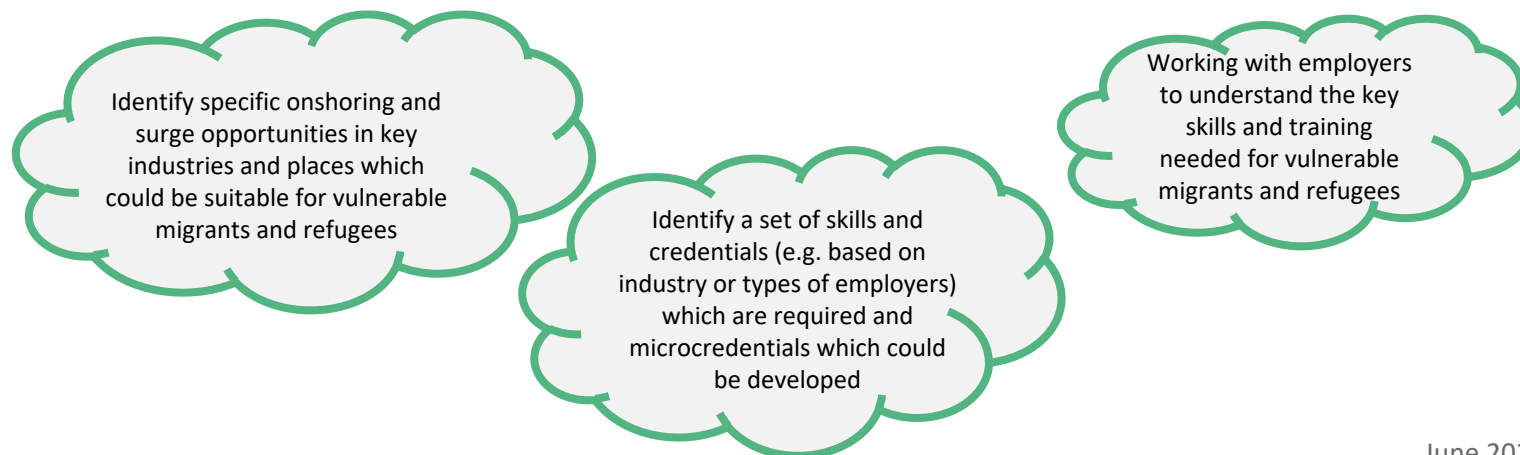 Identify specific onshoring and
surge opportunities in key
industries and places which
could be suitable for vulnerable
migrants and refugees
Identify a set of skills and
credentials (e.g. based on
industry or types of employers)
which are required and
microcredentials which could
be developed
Working with employers
to understand the key
skills and training
needed for vulnerable
migrants and refugees
June